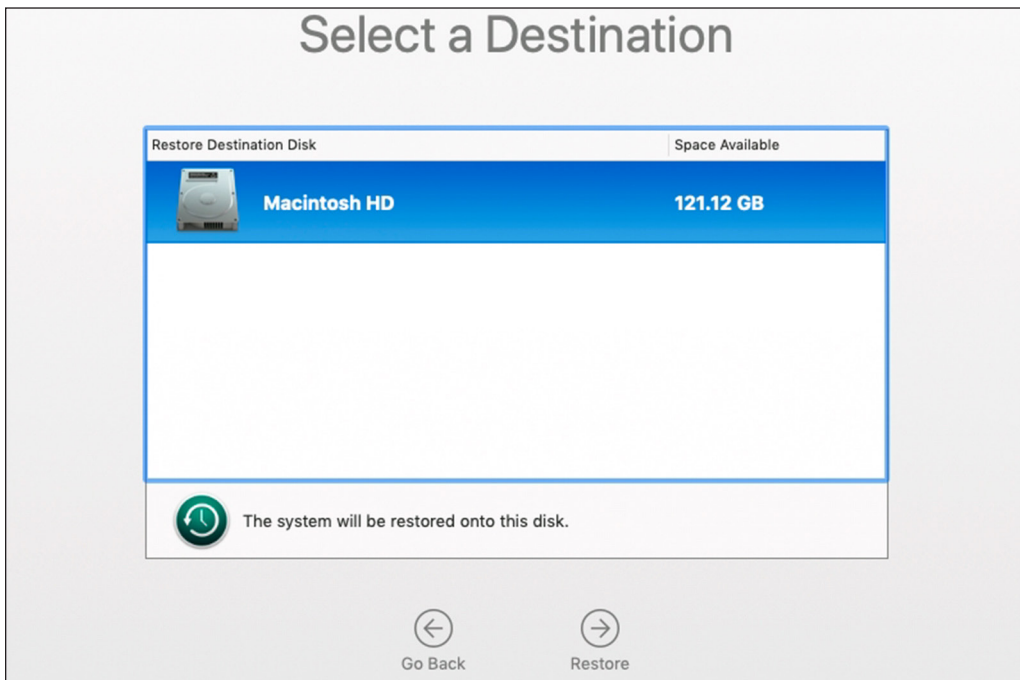 Select a Destination
Restore Destination Disk Space Available
Macintosh HD 121.12 GB
The system will be restored onto this disk.
Go Back Restore